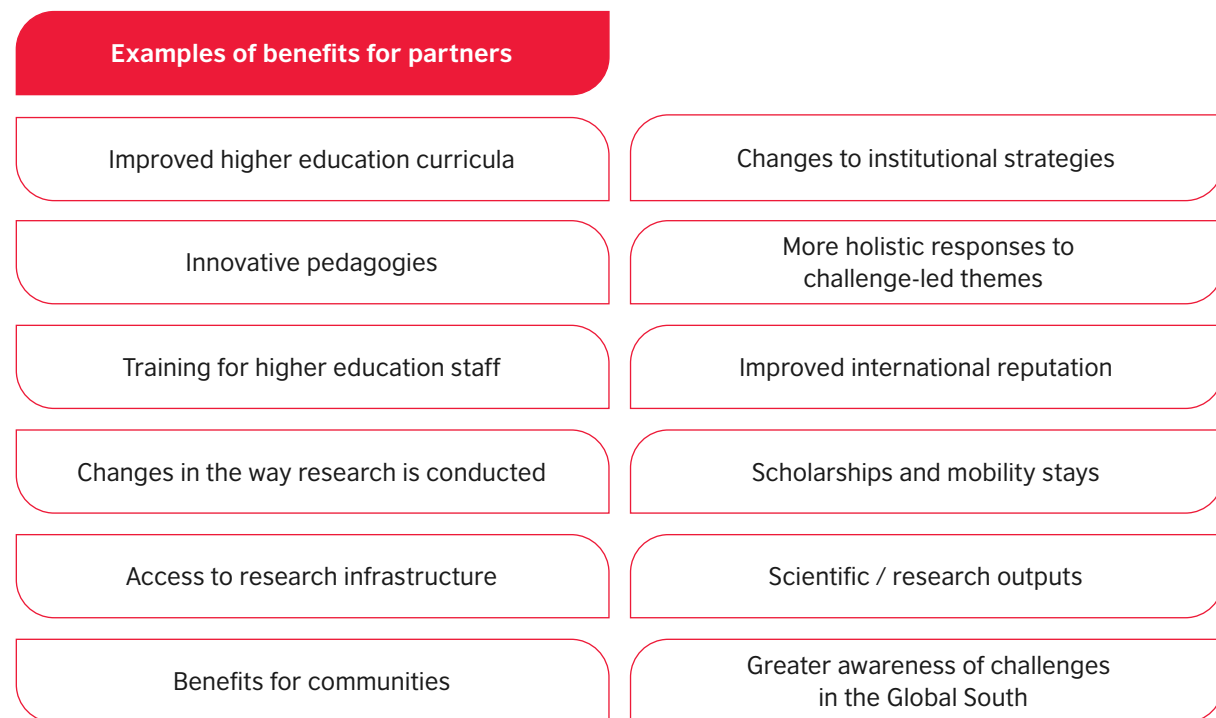 Examples of benefits for partners
Improved higher education curricula
Changes to institutional strategies
Innovative pedagogies
More holistic responses to
challenge-led themes
Training for higher education staff
Improved international reputation
Changes in the way research is conducted
Scholarships and mobility stays
Access to research infrastructure
Scientific / research outputs
Benefits for communities
Greater awareness of challenges
in the Global South